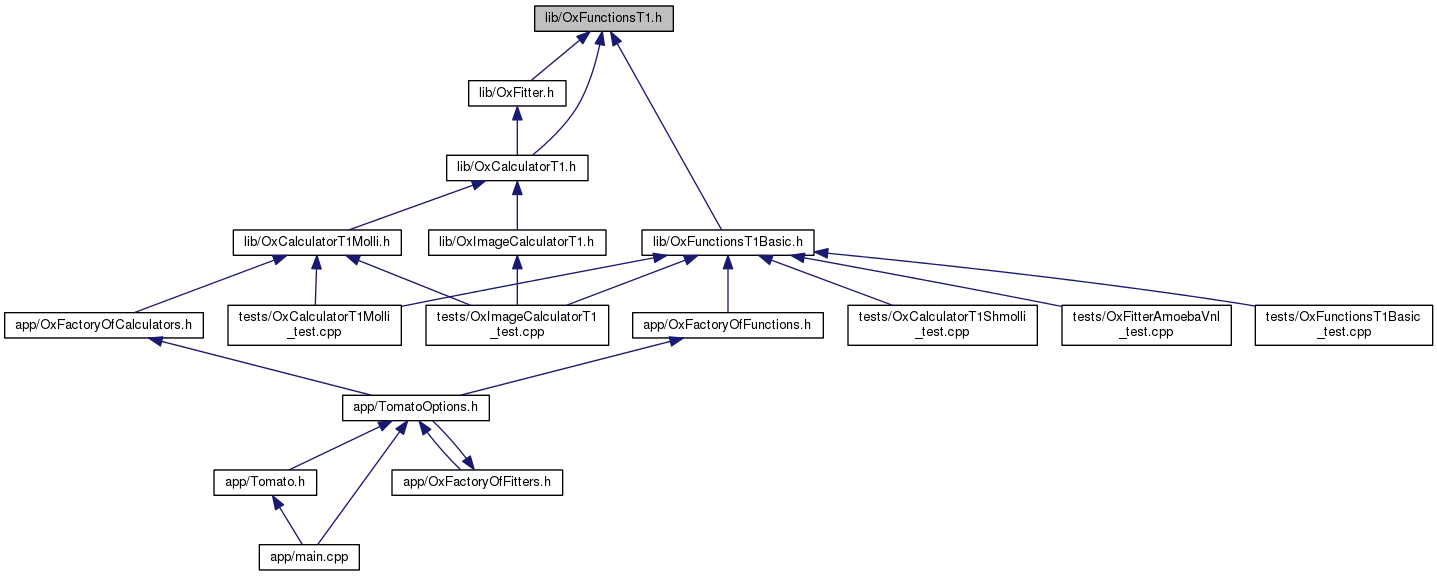 lib/OxFunctionsT1.h
lib/OxFitter.h
lib/OxCalculatorT1.h
lib/OxCalculatorT1Molli.h
lib/OxImageCalculatorT1.h
lib/OxFunctionsT1Basic.h
app/OxFactoryOfCalculators.h
tests/OxCalculatorT1Molli
_test.cpp
tests/OxImageCalculatorT1
_test.cpp
app/OxFactoryOfFunctions.h
tests/OxCalculatorT1Shmolli
_test.cpp
tests/OxFitterAmoebaVnl
_test.cpp
tests/OxFunctionsT1Basic
_test.cpp
app/TomatoOptions.h
app/Tomato.h
app/OxFactoryOfFitters.h
app/main.cpp